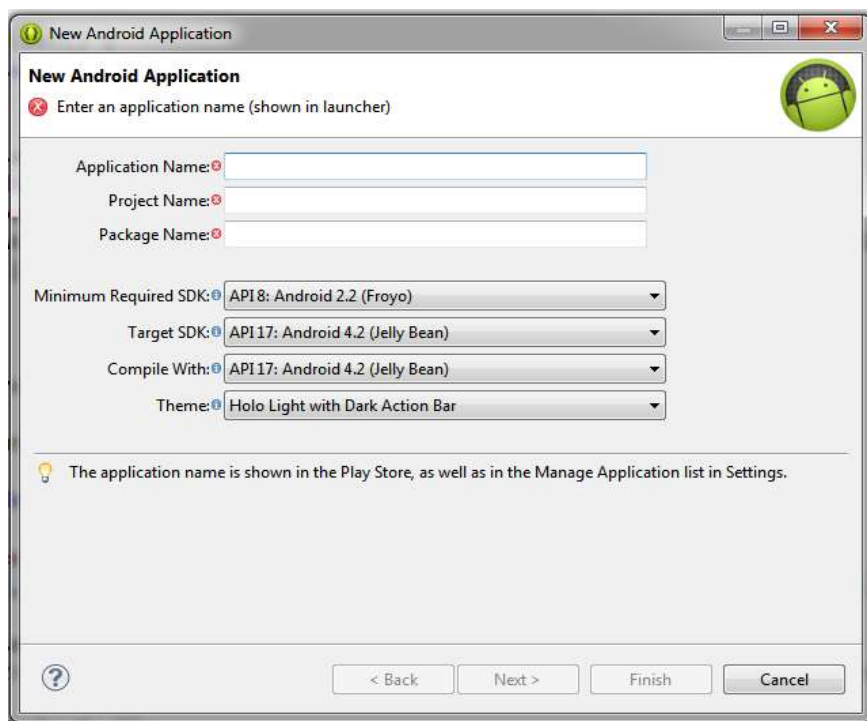 New Android Application
New Android Application
Enter an application name (shown in launcher)
Application Name:
Project Name:
Package Name:
Minimum Required SDK: API 8: Android 2.2 (Froyo)
Target SDK: API 17: Android 4.2 (Jelly Bean)
Compile With: API 17: Android 4.2 (Jelly Bean)
Theme: Holo Light with Dark Action Bar
The application name is shown in the Play Store, as well as in the Manage Application list in Settings.
< Back Next > Finish Cancel